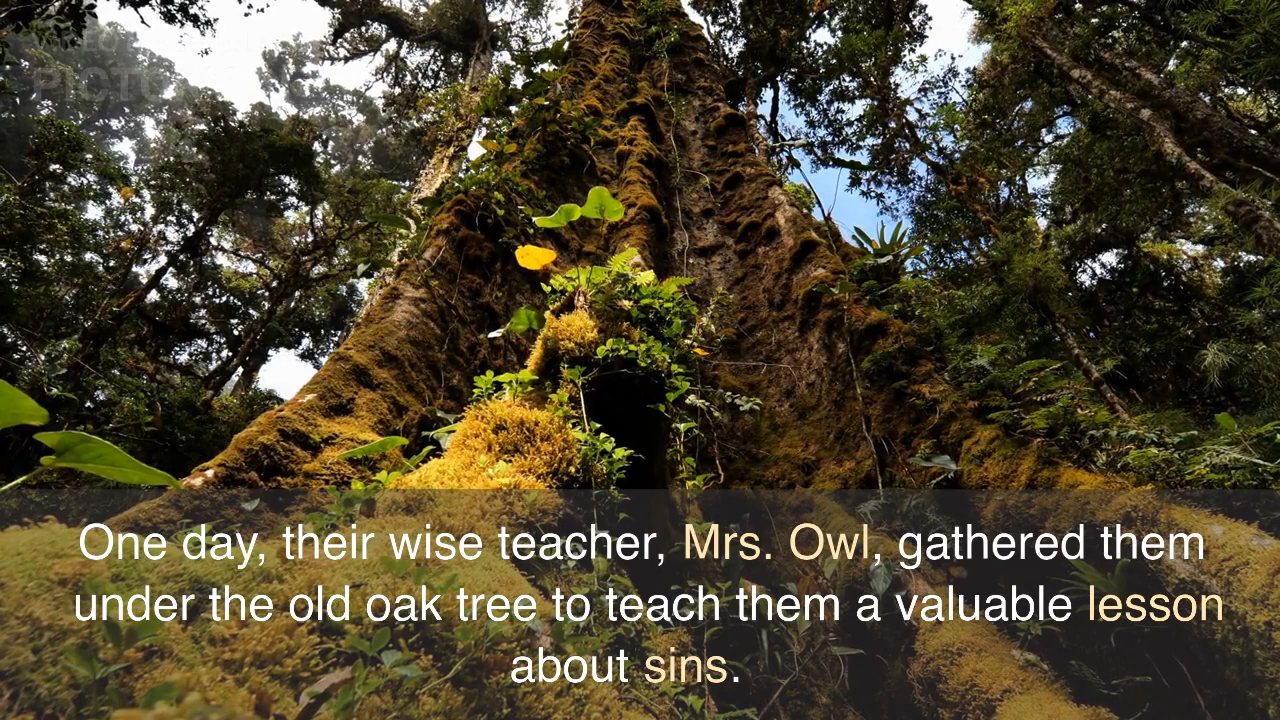 PICTO
One day, their wise teacher, Mrs. Owl, gathered them
under the old oak tree to teach them a valuable lesson
about sins.